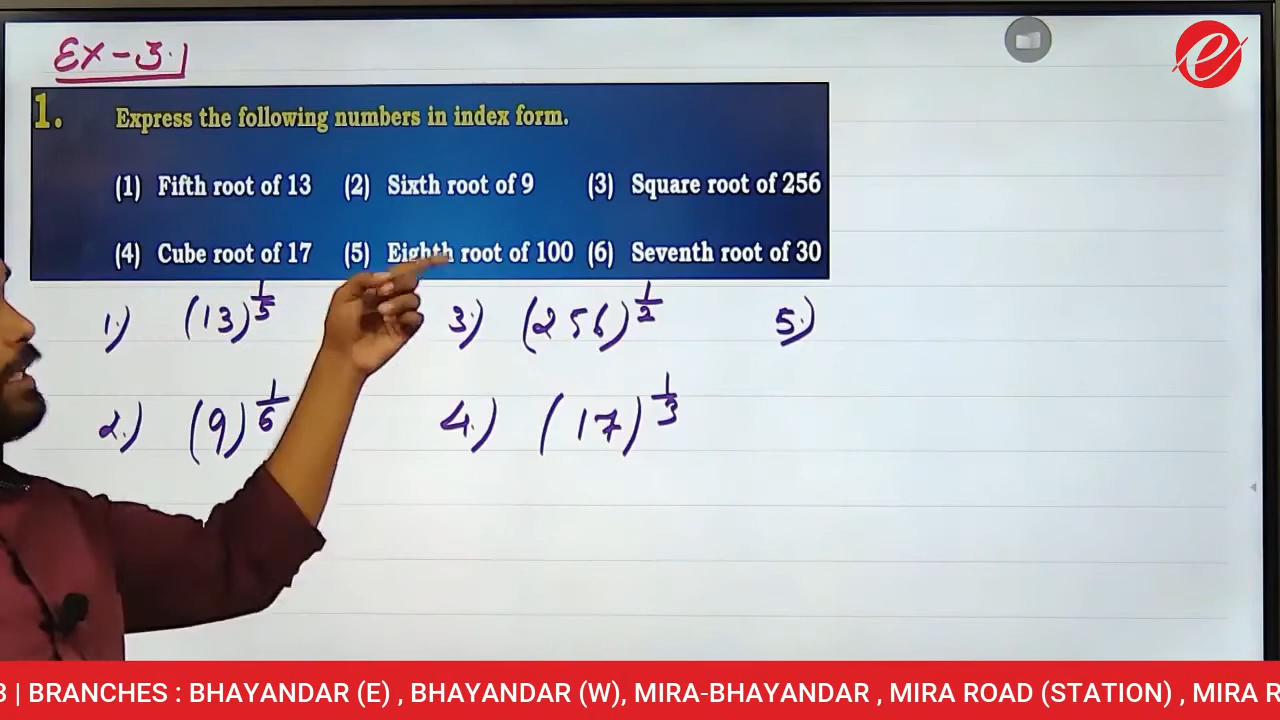 Ex - 3.1
1. Express the following numbers in index form.
(1) Fifth root of 13 (2) Sixth root of 9 (3) Square root of 256
(4) Cube root of 17 (5) Eighth root of 100 (6) Seventh root of 30
1.) (13)^1/5 3.) (256)^1/2 5.)
2.) (9)^1/6 4.) (17)^1/3
3 | BRANCHES : BHAYANDAR (E) , BHAYANDAR (W), MIRA-BHAYANDAR , MIRA ROAD (STATION) , MIRA R